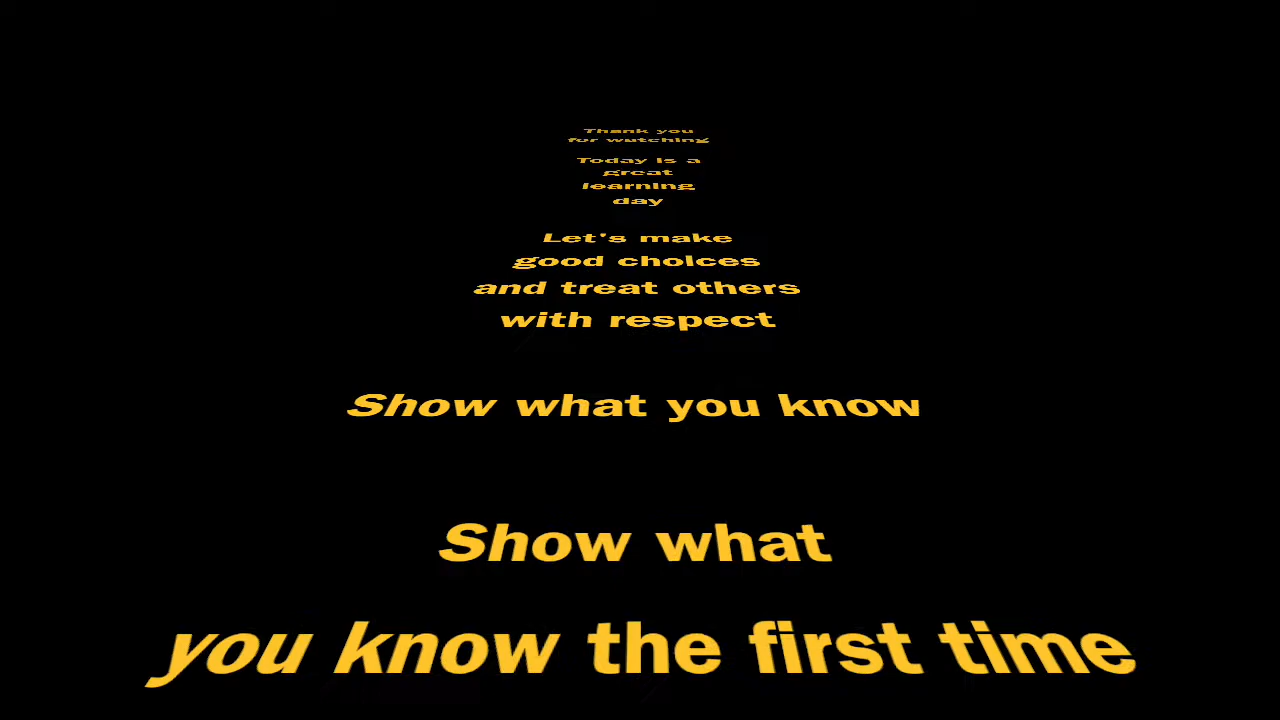 Thank you
for watching
Today is a
great
learning
day
Let's make
good choices
and treat others
with respect
Show what you know
Show what
you know the first time